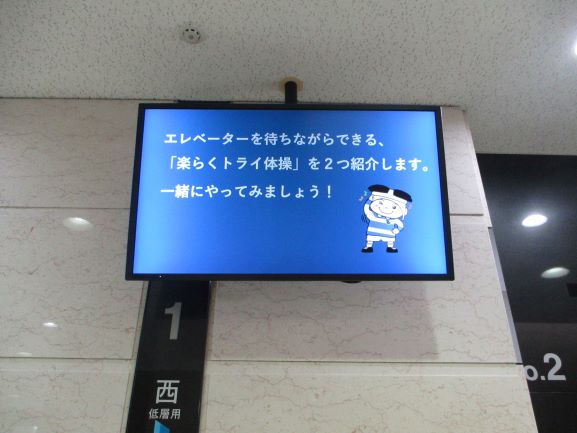 エレベーターを待ちながらできる、
「楽らくトライ体操」を２つ紹介します。
一緒にやってみましょう！
1
西
低層用
o.2